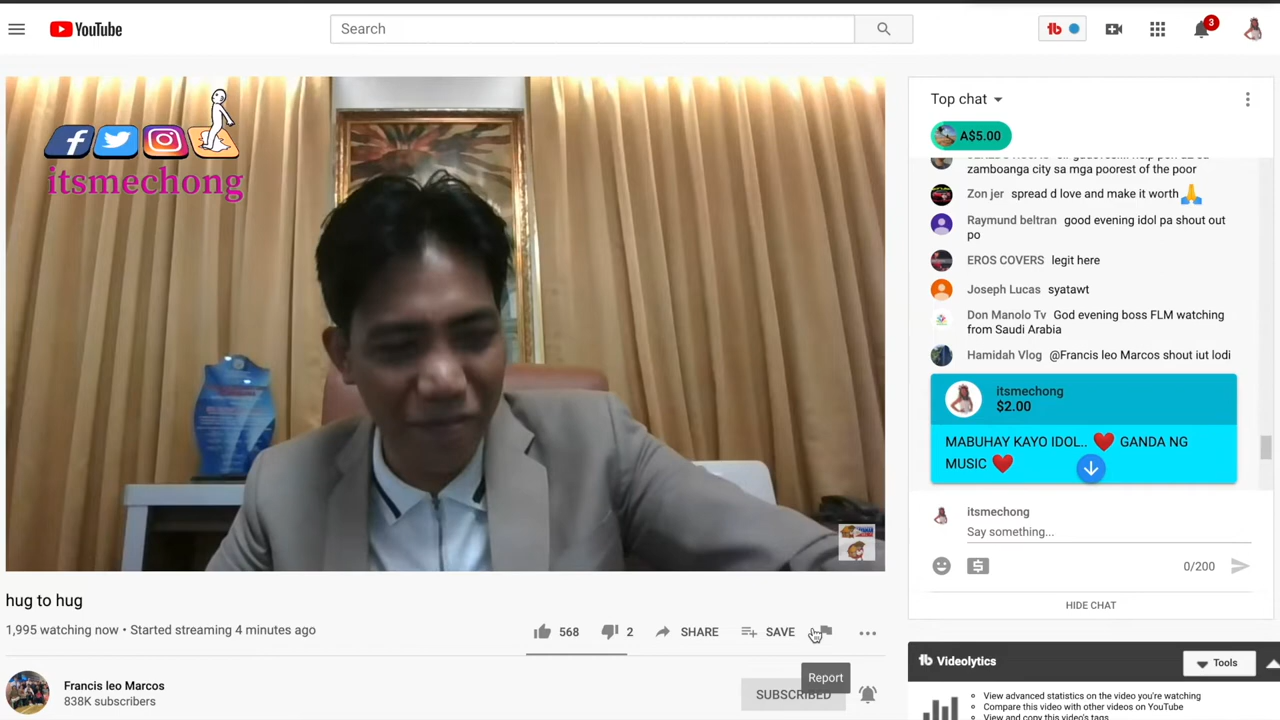 YouTube
Search
3
itsmechong
Top chat
A$5.00
zamboanga city sa mga poorest of the poor
Zon jer spread d love and make it worth 🙏
Raymund beltran good evening idol pa shout out
po
EROS COVERS legit here
Joseph Lucas syatawt
Don Manolo Tv God evening boss FLM watching
from Saudi Arabia
Hamidah Vlog @Francis leo Marcos shout iut lodi
itsmechong
$2.00
MABUHAY KAYO IDOL.. ❤️ GANDA NG
MUSIC ❤️
itsmechong
Say something...
0/200
HIDE CHAT
hug to hug
1,995 watching now • Started streaming 4 minutes ago
568
2
SHARE
SAVE
Report
Francis leo Marcos
838K subscribers
SUBSCRIBED
Videolytics
Tools
View advanced statistics on the video you're watching
Compare this video with other videos on YouTube
View and copy this video's tags